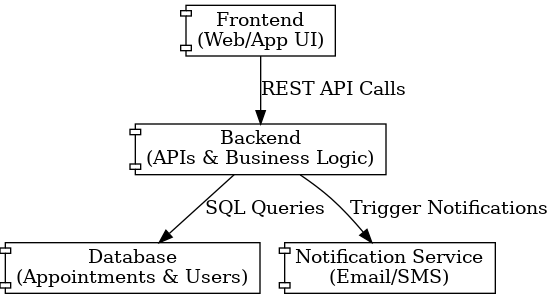 Frontend
(Web/App UI)
REST API Calls
Backend
(APIs & Business Logic)
SQL Queries
Trigger Notifications
Database
(Appointments & Users)
Notification Service
(Email/SMS)